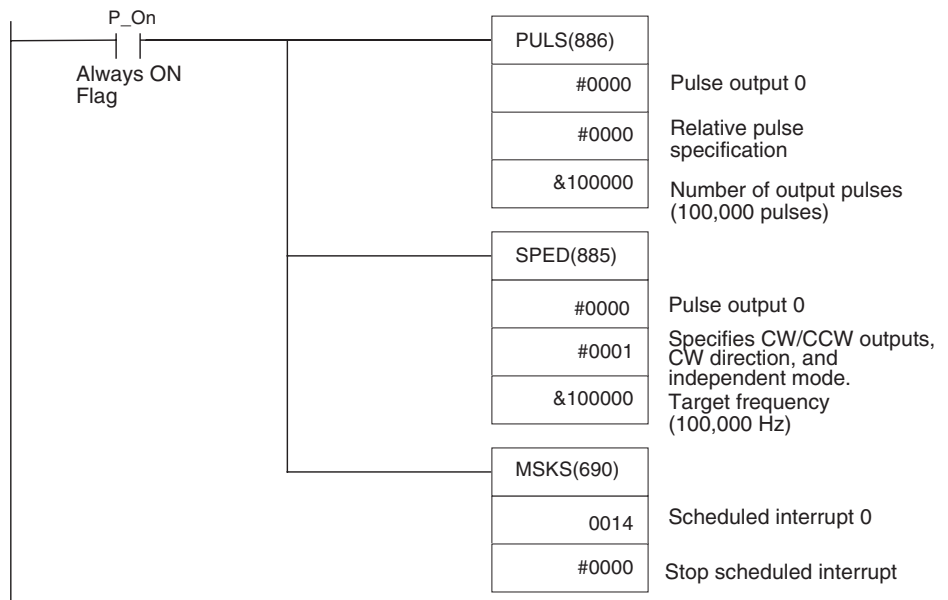 P_On
Always ON
Flag
PULS(886)
#0000
Pulse output 0
#0000
Relative pulse
specification
&100000
Number of output pulses
(100,000 pulses)
SPED(885)
#0000
Pulse output 0
#0001
Specifies CW/CCW outputs,
CW direction, and
independent mode.
&100000
Target frequency
(100,000 Hz)
MSKS(690)
0014
Scheduled interrupt 0
#0000
Stop scheduled interrupt